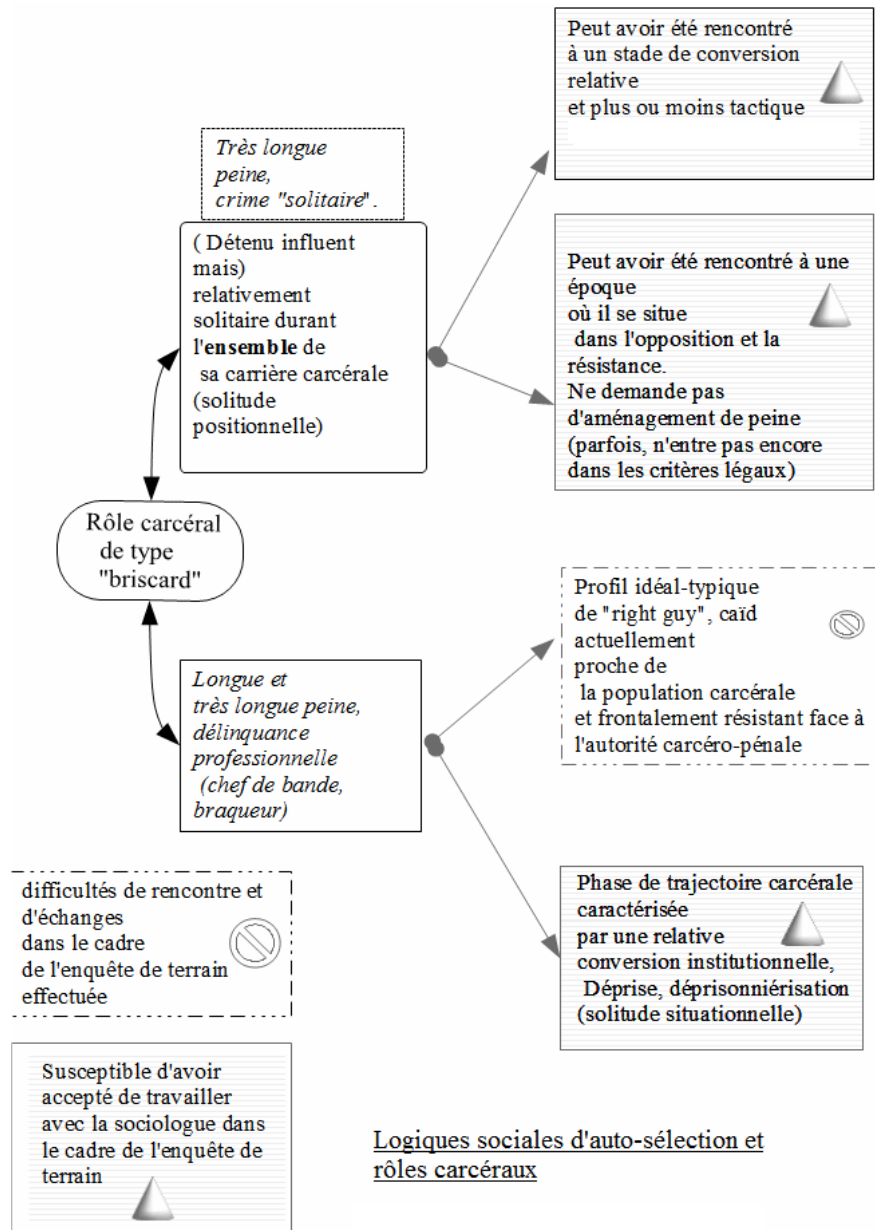 Peut avoir été rencontré
à un stade de conversion
relative
et plus ou moins tactique
Très longue
peine,
crime "solitaire".
( Détenu influent
mais)
relativement
solitaire durant
l'ensemble de
sa carrière carcérale
(solitude
positionnelle)
Peut avoir été rencontré à une
époque
où il se situe
dans l'opposition et la
résistance.
Ne demande pas
d'aménagement de peine
(parfois, n'entre pas encore
dans les critères légaux)
Rôle carcéral
de type
"briscard"
Profil idéal-typique
de "right guy", caïd
actuellement
proche de
la population carcérale
et frontalement résistant face à
l'autorité carcéro-pénale
Longue et
très longue peine,
délinquance
professionnelle
(chef de bande,
braqueur)
Phase de trajectoire carcérale
caractérisée
par une relative
conversion institutionnelle,
Déprise, déprisonniérisation
(solitude situationnelle)
difficultés de rencontre et
d'échanges
dans le cadre
de l'enquête de terrain
effectuée
Susceptible d'avoir
accepté de travailler
avec la sociologue dans
le cadre de l'enquête de
terrain
Logiques sociales d'auto-sélection et
rôles carcéraux